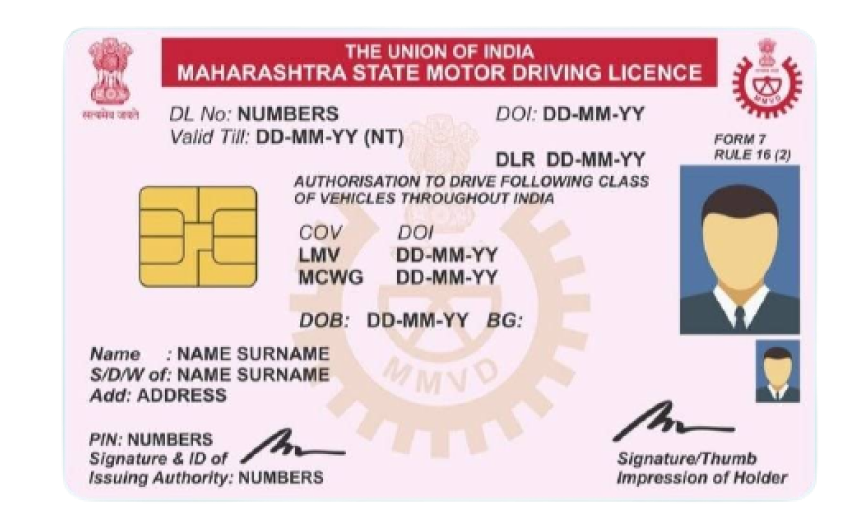 THE UNION OF INDIA
MAHARASHTRA STATE MOTOR DRIVING LICENCE
सत्यमेव जयते
MMVD
DL No: NUMBERS DOI: DD-MM-YY
Valid Till: DD-MM-YY (NT)
FORM 7
RULE 16 (2)
DLR DD-MM-YY
AUTHORISATION TO DRIVE FOLLOWING CLASS
OF VEHICLES THROUGHOUT INDIA
COV DOI
LMV DD-MM-YY
MCWG DD-MM-YY
DOB: DD-MM-YY BG:
MMVD
Name : NAME SURNAME
S/D/W of: NAME SURNAME
Add: ADDRESS
PIN: NUMBERS
Signature & ID of
Issuing Authority: NUMBERS
Signature/Thumb
Impression of Holder